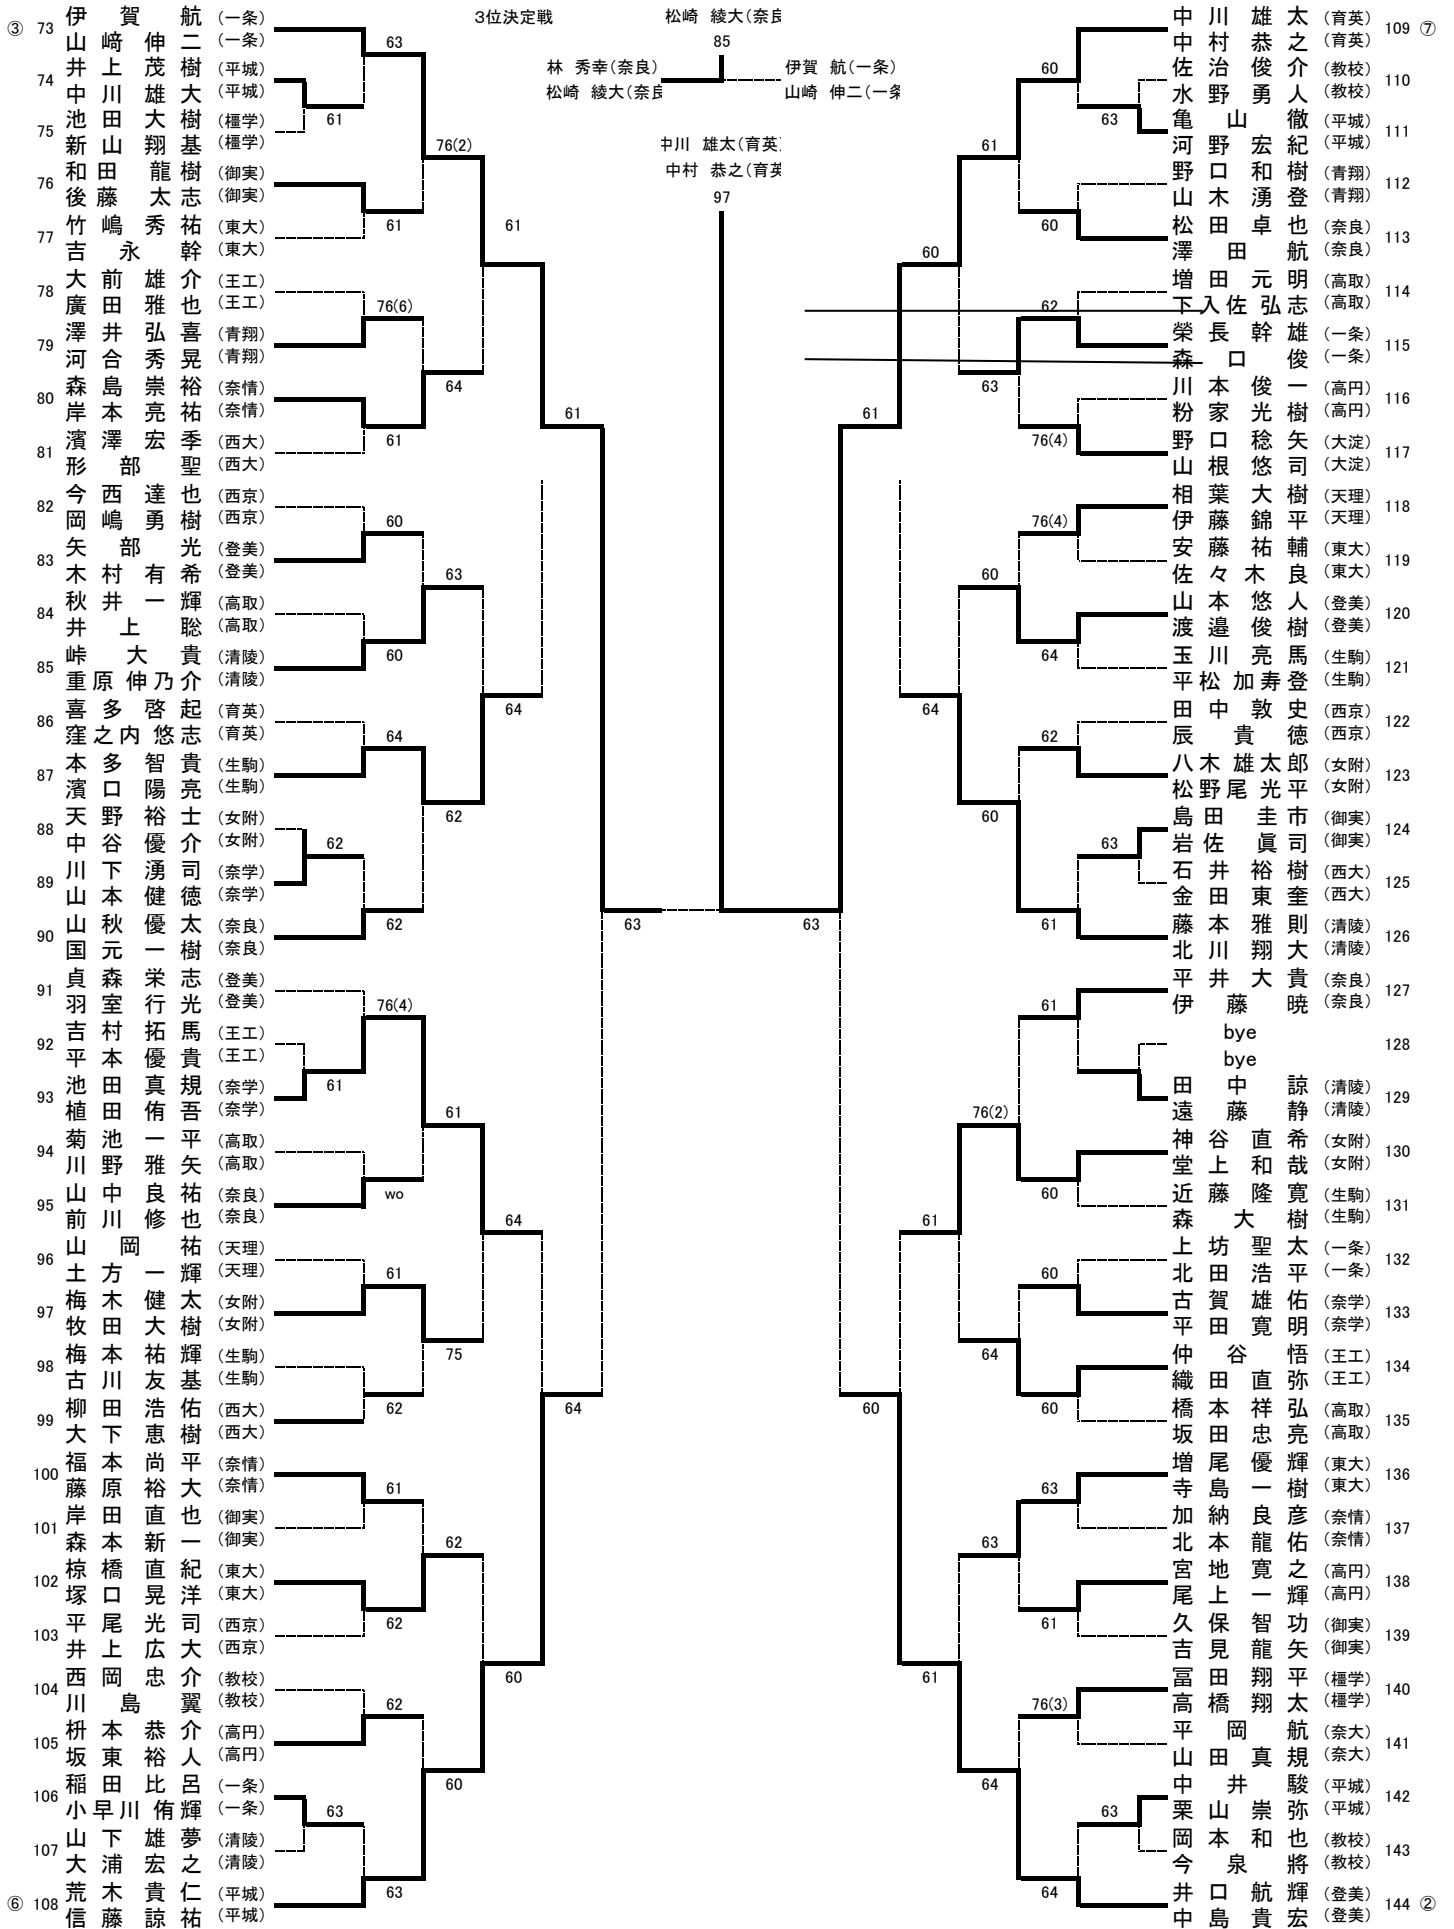 3位決定戦
松崎 綾大(奈良
85
林 秀幸(奈良)
松崎 綾大(奈良
伊賀 航(一条)
山崎 伸二(一条
中川 雄太(育英)
中村 恭之(育英
97
③ 73 伊賀航 (一条)
山﨑伸二 (一条)
74 井上茂樹 (平城)
中川雄大 (平城)
75 池田大樹 (橿学)
新山翔基 (橿学)
76 和田龍樹 (御実)
後藤太志 (御実)
77 竹嶋秀祐 (東大)
吉永幹 (東大)
78 大前雄介 (王工)
廣田雅也 (王工)
79 澤井弘喜 (青翔)
河合秀晃 (青翔)
80 森島崇裕 (奈情)
岸本亮祐 (奈情)
81 濱澤宏季 (西大)
形部聖 (西大)
82 今西達也 (西京)
岡嶋勇樹 (西京)
83 矢部光 (登美)
木村有希 (登美)
84 秋井一輝 (高取)
井上聡 (高取)
85 峠大貴 (清陵)
重原伸乃介 (清陵)
86 喜多啓起 (育英)
窪之内悠志 (育英)
87 本多智貴 (生駒)
濱口陽亮 (生駒)
88 天野裕士 (女附)
中谷優介 (女附)
89 川下湧司 (奈学)
山本健徳 (奈学)
90 山秋優太 (奈良)
国元一樹 (奈良)
91 貞森栄志 (登美)
羽室行光 (登美)
92 吉村拓馬 (王工)
平本優貴 (王工)
93 池田真規 (奈学)
植田侑吾 (奈学)
94 菊池一平 (高取)
川野雅矢 (高取)
95 山中良祐 (奈良)
前川修也 (奈良)
96 山岡祐 (天理)
土方一輝 (天理)
97 梅木健太 (女附)
牧田大樹 (女附)
98 梅本祐輝 (生駒)
古川友基 (生駒)
99 柳田浩佑 (西大)
大下恵樹 (西大)
100 福本尚平 (奈情)
藤原裕大 (奈情)
101 岸田直也 (御実)
森本新一 (御実)
102 椋橋直紀 (東大)
塚口晃洋 (東大)
103 平尾光司 (西京)
井上広大 (西京)
104 西岡忠介 (教校)
川島翼 (教校)
105 枡本恭介 (高円)
坂東裕人 (高円)
106 稲田比呂 (一条)
小早川侑輝 (一条)
107 山下雄夢 (清陵)
大浦宏之 (清陵)
⑥ 108 荒木貴仁 (平城)
信藤諒祐 (平城)
63
61
76(2)
61
61
76(6)
64
61
61
60
63
60
64
64
62
62
62
63
76(4)
61
61
wo
64
61
75
62
64
61
62
62
60
62
60
63
63
中川雄太 (育英) 109 ⑦
中村恭之 (育英)
佐治俊介 (教校) 110
水野勇人 (教校)
亀山徹 (平城) 111
河野宏紀 (平城)
野口和樹 (青翔) 112
山木湧登 (青翔)
松田卓也 (奈良) 113
澤田航 (奈良)
増田元明 (高取) 114
下入佐弘志 (高取)
榮長幹雄 (一条) 115
森口俊 (一条)
川本俊一 (高円) 116
粉家光樹 (高円)
野口稔矢 (大淀) 117
山根悠司 (大淀)
相葉大樹 (天理) 118
伊藤錦平 (天理)
安藤祐輔 (東大) 119
佐々木良 (東大)
山本悠人 (登美) 120
渡邉俊樹 (登美)
玉川亮馬 (生駒) 121
平松加寿登 (生駒)
田中敦史 (西京) 122
辰貴徳 (西京)
八木雄太郎 (女附) 123
松野尾光平 (女附)
島田圭市 (御実) 124
岩佐眞司 (御実)
石井裕樹 (西大) 125
金田東奎 (西大)
藤本雅則 (清陵) 126
北川翔大 (清陵)
平井大貴 (奈良) 127
伊藤暁 (奈良)
bye 128
bye
田中諒 (清陵) 129
遠藤静 (清陵)
神谷直希 (女附) 130
堂上和哉 (女附)
近藤隆寛 (生駒) 131
森大樹 (生駒)
上坊聖太 (一条) 132
北田浩平 (一条)
古賀雄佑 (奈学) 133
平田寛明 (奈学)
仲谷悟 (王工) 134
織田直弥 (王工)
橋本祥弘 (高取) 135
坂田忠亮 (高取)
増尾優輝 (東大) 136
寺島一樹 (東大)
加納良彦 (奈情) 137
北本龍佑 (奈情)
宮地寛之 (高円) 138
尾上一輝 (高円)
久保智功 (御実) 139
吉見龍矢 (御実)
冨田翔平 (橿学) 140
高橋翔太 (橿学)
平岡航 (奈大) 141
山田真規 (奈大)
中井駿 (平城) 142
栗山崇弥 (平城)
岡本和也 (教校) 143
今泉將 (教校)
井口航輝 (登美) 144 ②
中島貴宏 (登美)
60
63
61
60
60
62
63
76(4)
61
76(4)
60
64
64
62
60
63
61
63
61
76(2)
60
61
60
64
60
60
63
63
61
61
76(3)
64
63
64